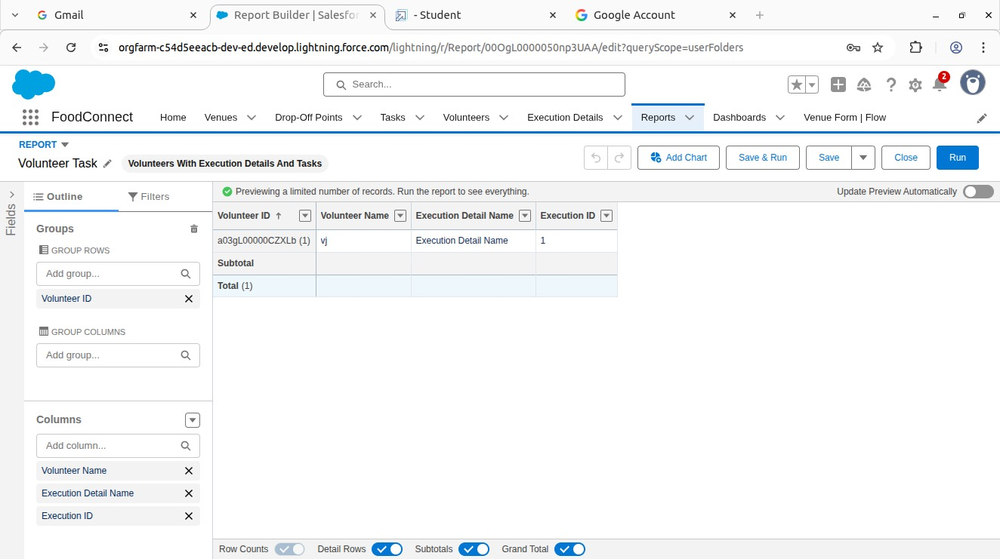 Gmail
Report Builder | Salesfor
- Student
Google Account
orgfarm-c54d5eeacb-dev-ed.develop.lightning.force.com/lightning/r/Report/00OgL0000050np3UAA/edit?queryScope=userFolders
Search...
2
FoodConnect
Home
Venues
Drop-Off Points
Tasks
Volunteers
Execution Details
Reports
Dashboards
Venue Form | Flow
REPORT
Volunteer Task
Volunteers With Execution Details And Tasks
Add Chart
Save & Run
Save
Close
Run
Fields
Outline
Filters
Previewing a limited number of records. Run the report to see everything.
Update Preview Automatically
Groups
GROUP ROWS
Add group...
Volunteer ID
GROUP COLUMNS
Add group...
Columns
Add column...
Volunteer Name
Execution Detail Name
Execution ID
Volunteer ID
Volunteer Name
Execution Detail Name
Execution ID
a03gL00000CZXLb (1)
vj
Execution Detail Name
1
Subtotal
Total (1)
Row Counts
Detail Rows
Subtotals
Grand Total